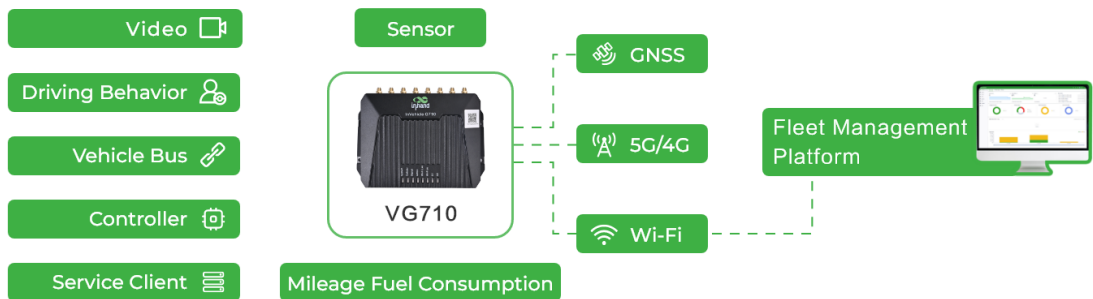 Video
Driving Behavior
Vehicle Bus
Controller
Service Client
Sensor
inhand
VG710
Mileage Fuel Consumption
GNSS
5G/4G
Wi-Fi
Fleet Management
Platform